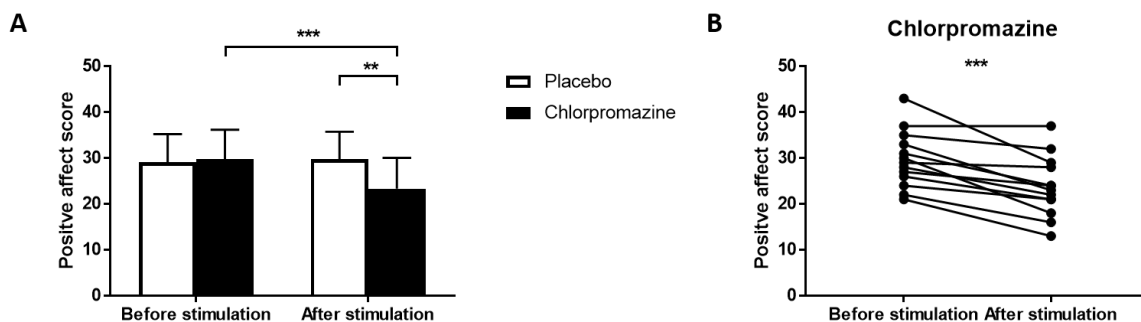 A
***
**
Positve affect score
50
40
30
20
10
0
Before stimulation
After stimulation
Placebo
Chlorpromazine
B
Chlorpromazine
***
Positve affect score
50
40
30
20
10
0
Before stimulation
After stimulation